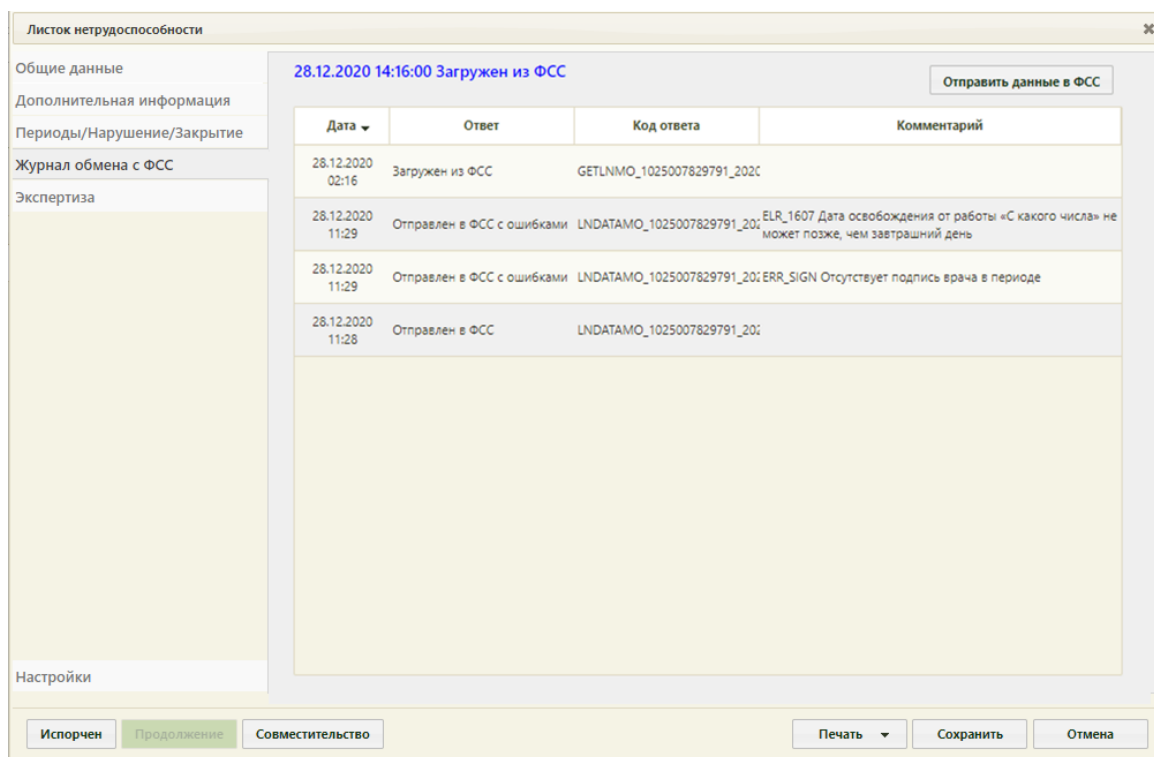 Листок нетрудоспособности
Общие данные
Дополнительная информация
Периоды/Нарушение/Закрытие
Журнал обмена с ФСС
Экспертиза
Настройки
28.12.2020 14:16:00 Загружен из ФСС
Отправить данные в ФСС
Дата Ответ Код ответа Комментарий
28.12.2020
02:16
Загружен из ФСС GETLNMO_1025007829791_2020
28.12.2020
11:29
Отправлен в ФСС с ошибками LNDATAMO_1025007829791_202
ELR_1607 Дата освобождения от работы «С какого числа» не
может позже, чем завтрашний день
28.12.2020
11:29
Отправлен в ФСС с ошибками LNDATAMO_1025007829791_202 ERR_SIGN Отсутствует подпись врача в периоде
28.12.2020
11:28
Отправлен в ФСС LNDATAMO_1025007829791_202
Испорчен Продолжение Совместительство Печать Сохранить Отмена